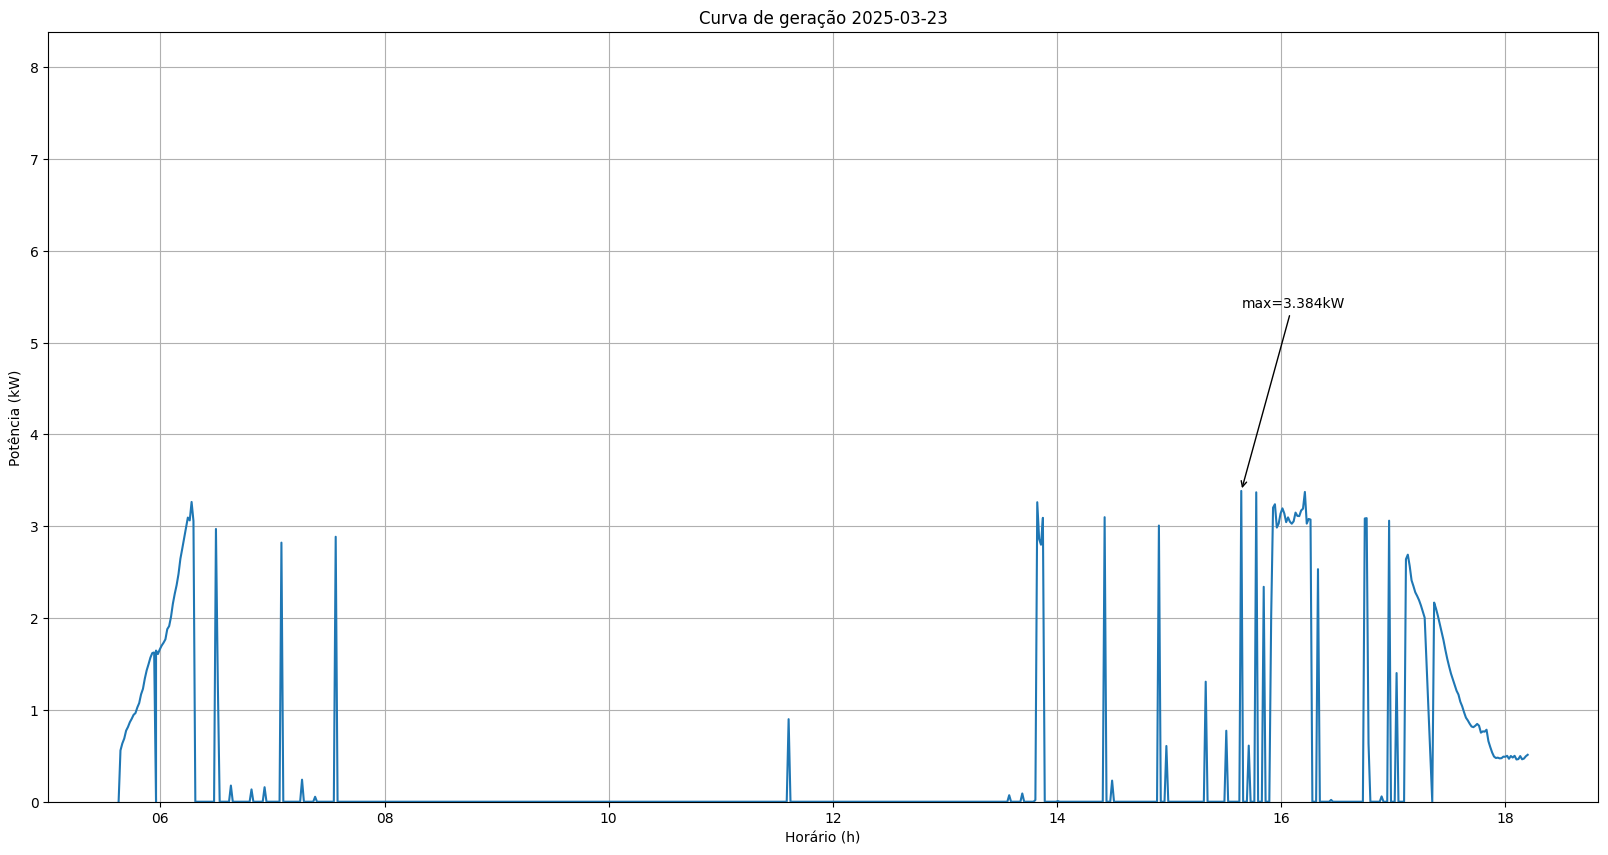 Curva de geração 2025-03-23
8
7
6
5
4
3
2
1
0
Potência (kW)
max=3.384kW
06 08 10 12 14 16 18
Horário (h)